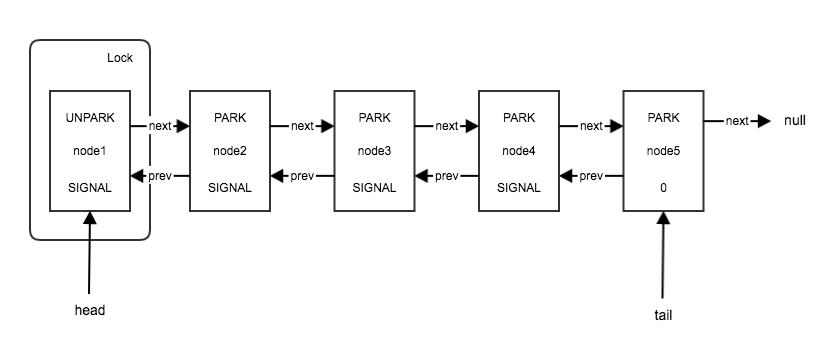 Lock
UNPARK PARK PARK PARK PARK
next next next next next null
node1 node2 node3 node4 node5
prev prev prev prev
SIGNAL SIGNAL SIGNAL SIGNAL 0
head tail